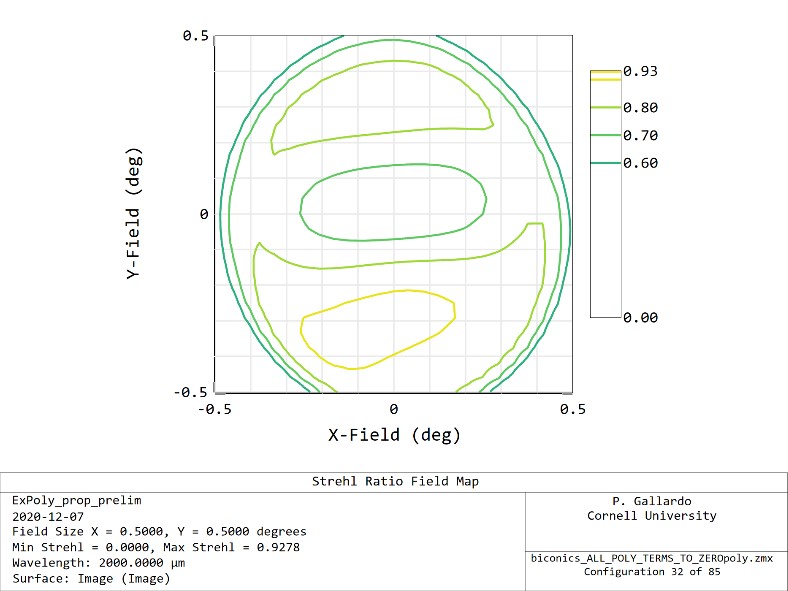 0.5
0
-0.5
-0.5
0
0.5
Y-Field (deg)
X-Field (deg)
0.93
0.80
0.70
0.60
0.00
Strehl Ratio Field Map
ExPoly_prop_prelim
2020-12-07
Field Size X = 0.5000, Y = 0.5000 degrees
Min Strehl = 0.0000, Max Strehl = 0.9278
Wavelength: 2000.0000 μm
Surface: Image (Image)
P. Gallardo
Cornell University
biconics_ALL_POLY_TERMS_TO_ZEROpoly.zmx
Configuration 32 of 85